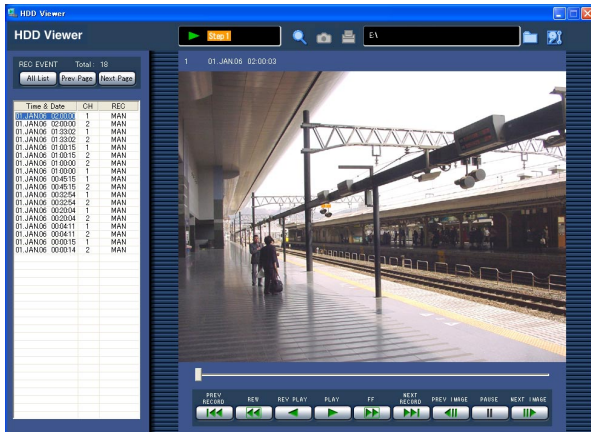 HDD Viewer
HDD Viewer
Step1
E:\
REC EVENT Total: 18
All List Prev Page Next Page
1 01.JAN.06 02:00:03
Time & Date CH REC
01.JAN.06 02:00:00 1 MAN
01.JAN.06 02:00:00 2 MAN
01.JAN.06 01:33:02 1 MAN
01.JAN.06 01:33:02 2 MAN
01.JAN.06 01:00:15 1 MAN
01.JAN.06 01:00:15 2 MAN
01.JAN.06 01:00:00 2 MAN
01.JAN.06 01:00:00 1 MAN
01.JAN.06 00:45:15 1 MAN
01.JAN.06 00:45:15 2 MAN
01.JAN.06 00:32:54 1 MAN
01.JAN.06 00:32:54 2 MAN
01.JAN.06 00:20:04 1 MAN
01.JAN.06 00:20:04 2 MAN
01.JAN.06 00:04:11 1 MAN
01.JAN.06 00:04:11 2 MAN
01.JAN.06 00:00:15 1 MAN
01.JAN.06 00:00:14 2 MAN
PREV RECORD REW REV PLAY PLAY FF NEXT RECORD PREV IMAGE PAUSE NEXT IMAGE